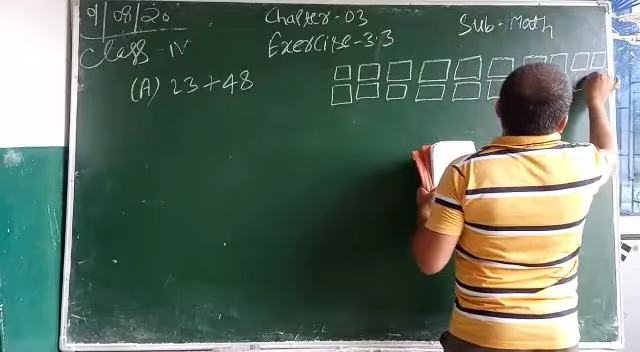 9/08/20 Chapter-03 Sub-Math
Class-IV Exercise-3.3
(A) 23+48